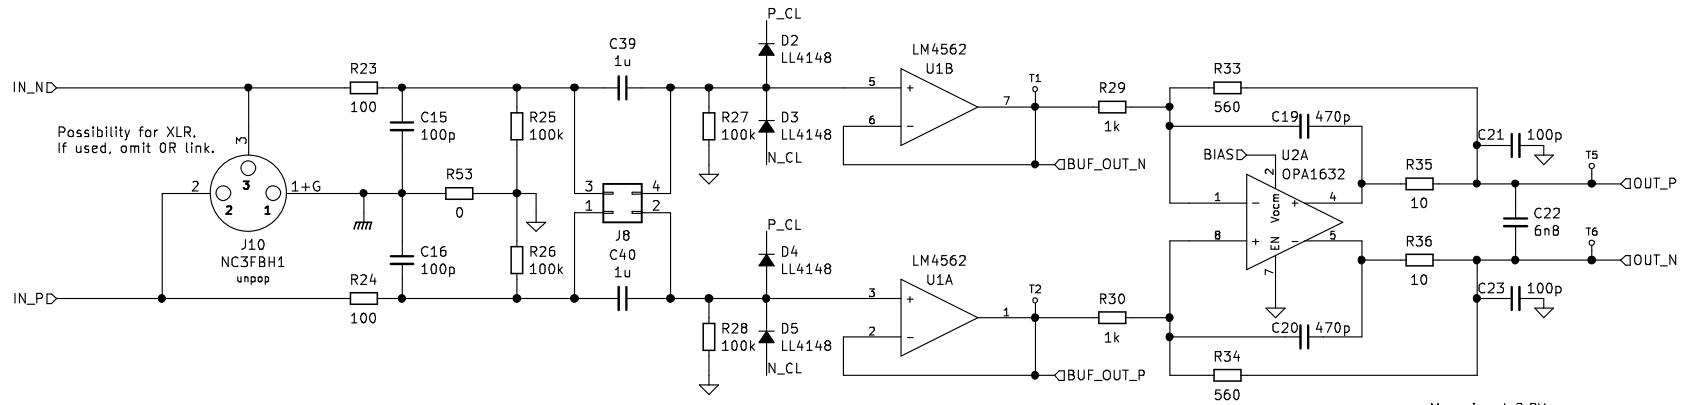 P_CL
C39
1u
D2
LL4148
LM4562
U1B
IN_N
R23
100
5
+
7
6
−
T1
R29
1k
R33
560
C15
100p
R25
100k
R27
100k
D3
LL4148
N_CL
BUF_OUT_N
C19
470p
C21
100p
Possibility for XLR.
If used, omit 0R link.
3
2
1+G
3
2
1
J10
NC3FBH1
unpop
R53
0
3
4
1
2
J8
BIAS
U2A
OPA1632
2
Vocm
1
−
+
4
8
+
−
5
EN
7
R35
10
R36
10
T5
OUT_P
C22
6n8
T6
OUT_N
C16
100p
R26
100k
C40
1u
P_CL
D4
LL4148
LM4562
U1A
IN_P
R24
100
3
+
1
2
−
T2
R30
1k
C23
100p
R28
100k
D5
LL4148
N_CL
BUF_OUT_P
C20
470p
R34
560